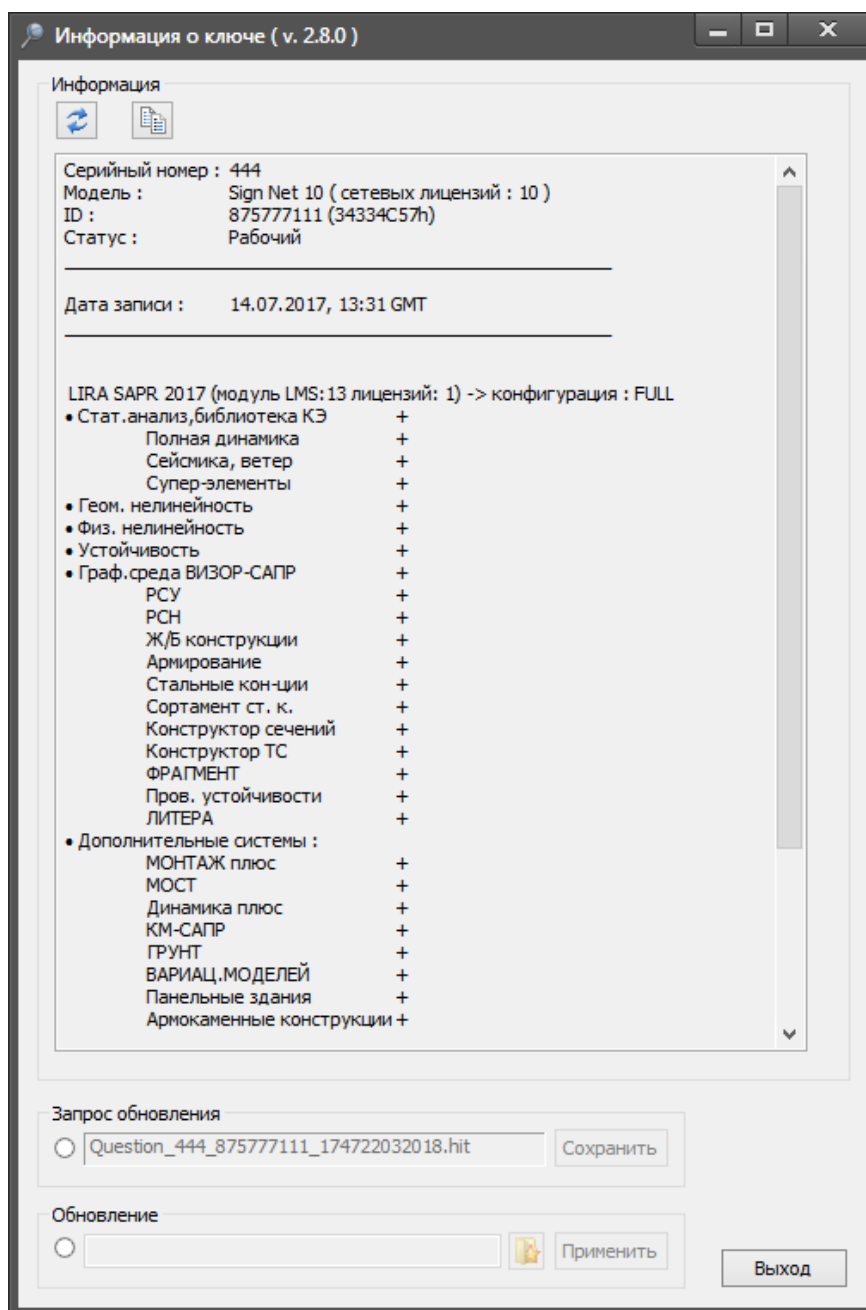 Информация о ключе ( v. 2.8.0 )
Информация
Серийный номер : 444
Модель : Sign Net 10 ( сетевых лицензий : 10 )
ID : 875777111 (34334C57h)
Статус : Рабочий
Дата записи : 14.07.2017, 13:31 GMT
LIRA SAPR 2017 (модуль LMS:13 лицензий: 1) -> конфигурация : FULL
• Стат.анализ,библиотека КЭ +
Полная динамика +
Сейсмика, ветер +
Супер-элементы +
• Геом. нелинейность +
• Физ. нелинейность +
• Устойчивость +
• Граф.среда ВИЗОР-САПР +
РСУ +
РСН +
Ж/Б конструкции +
Армирование +
Стальные кон-ции +
Сортамент ст. к. +
Конструктор сечений +
Конструктор ТС +
ФРАГМЕНТ +
Пров. устойчивости +
ЛИТЕРА +
• Дополнительные системы :
МОНТАЖ плюс +
МОСТ +
Динамика плюс +
КМ-САПР +
ГРУНТ +
ВАРИАЦ.МОДЕЛЕЙ +
Панельные здания +
Армокаменные конструкции +
Запрос обновления
Question_444_875777111_174722032018.hit Сохранить
Обновление
Применить
Выход